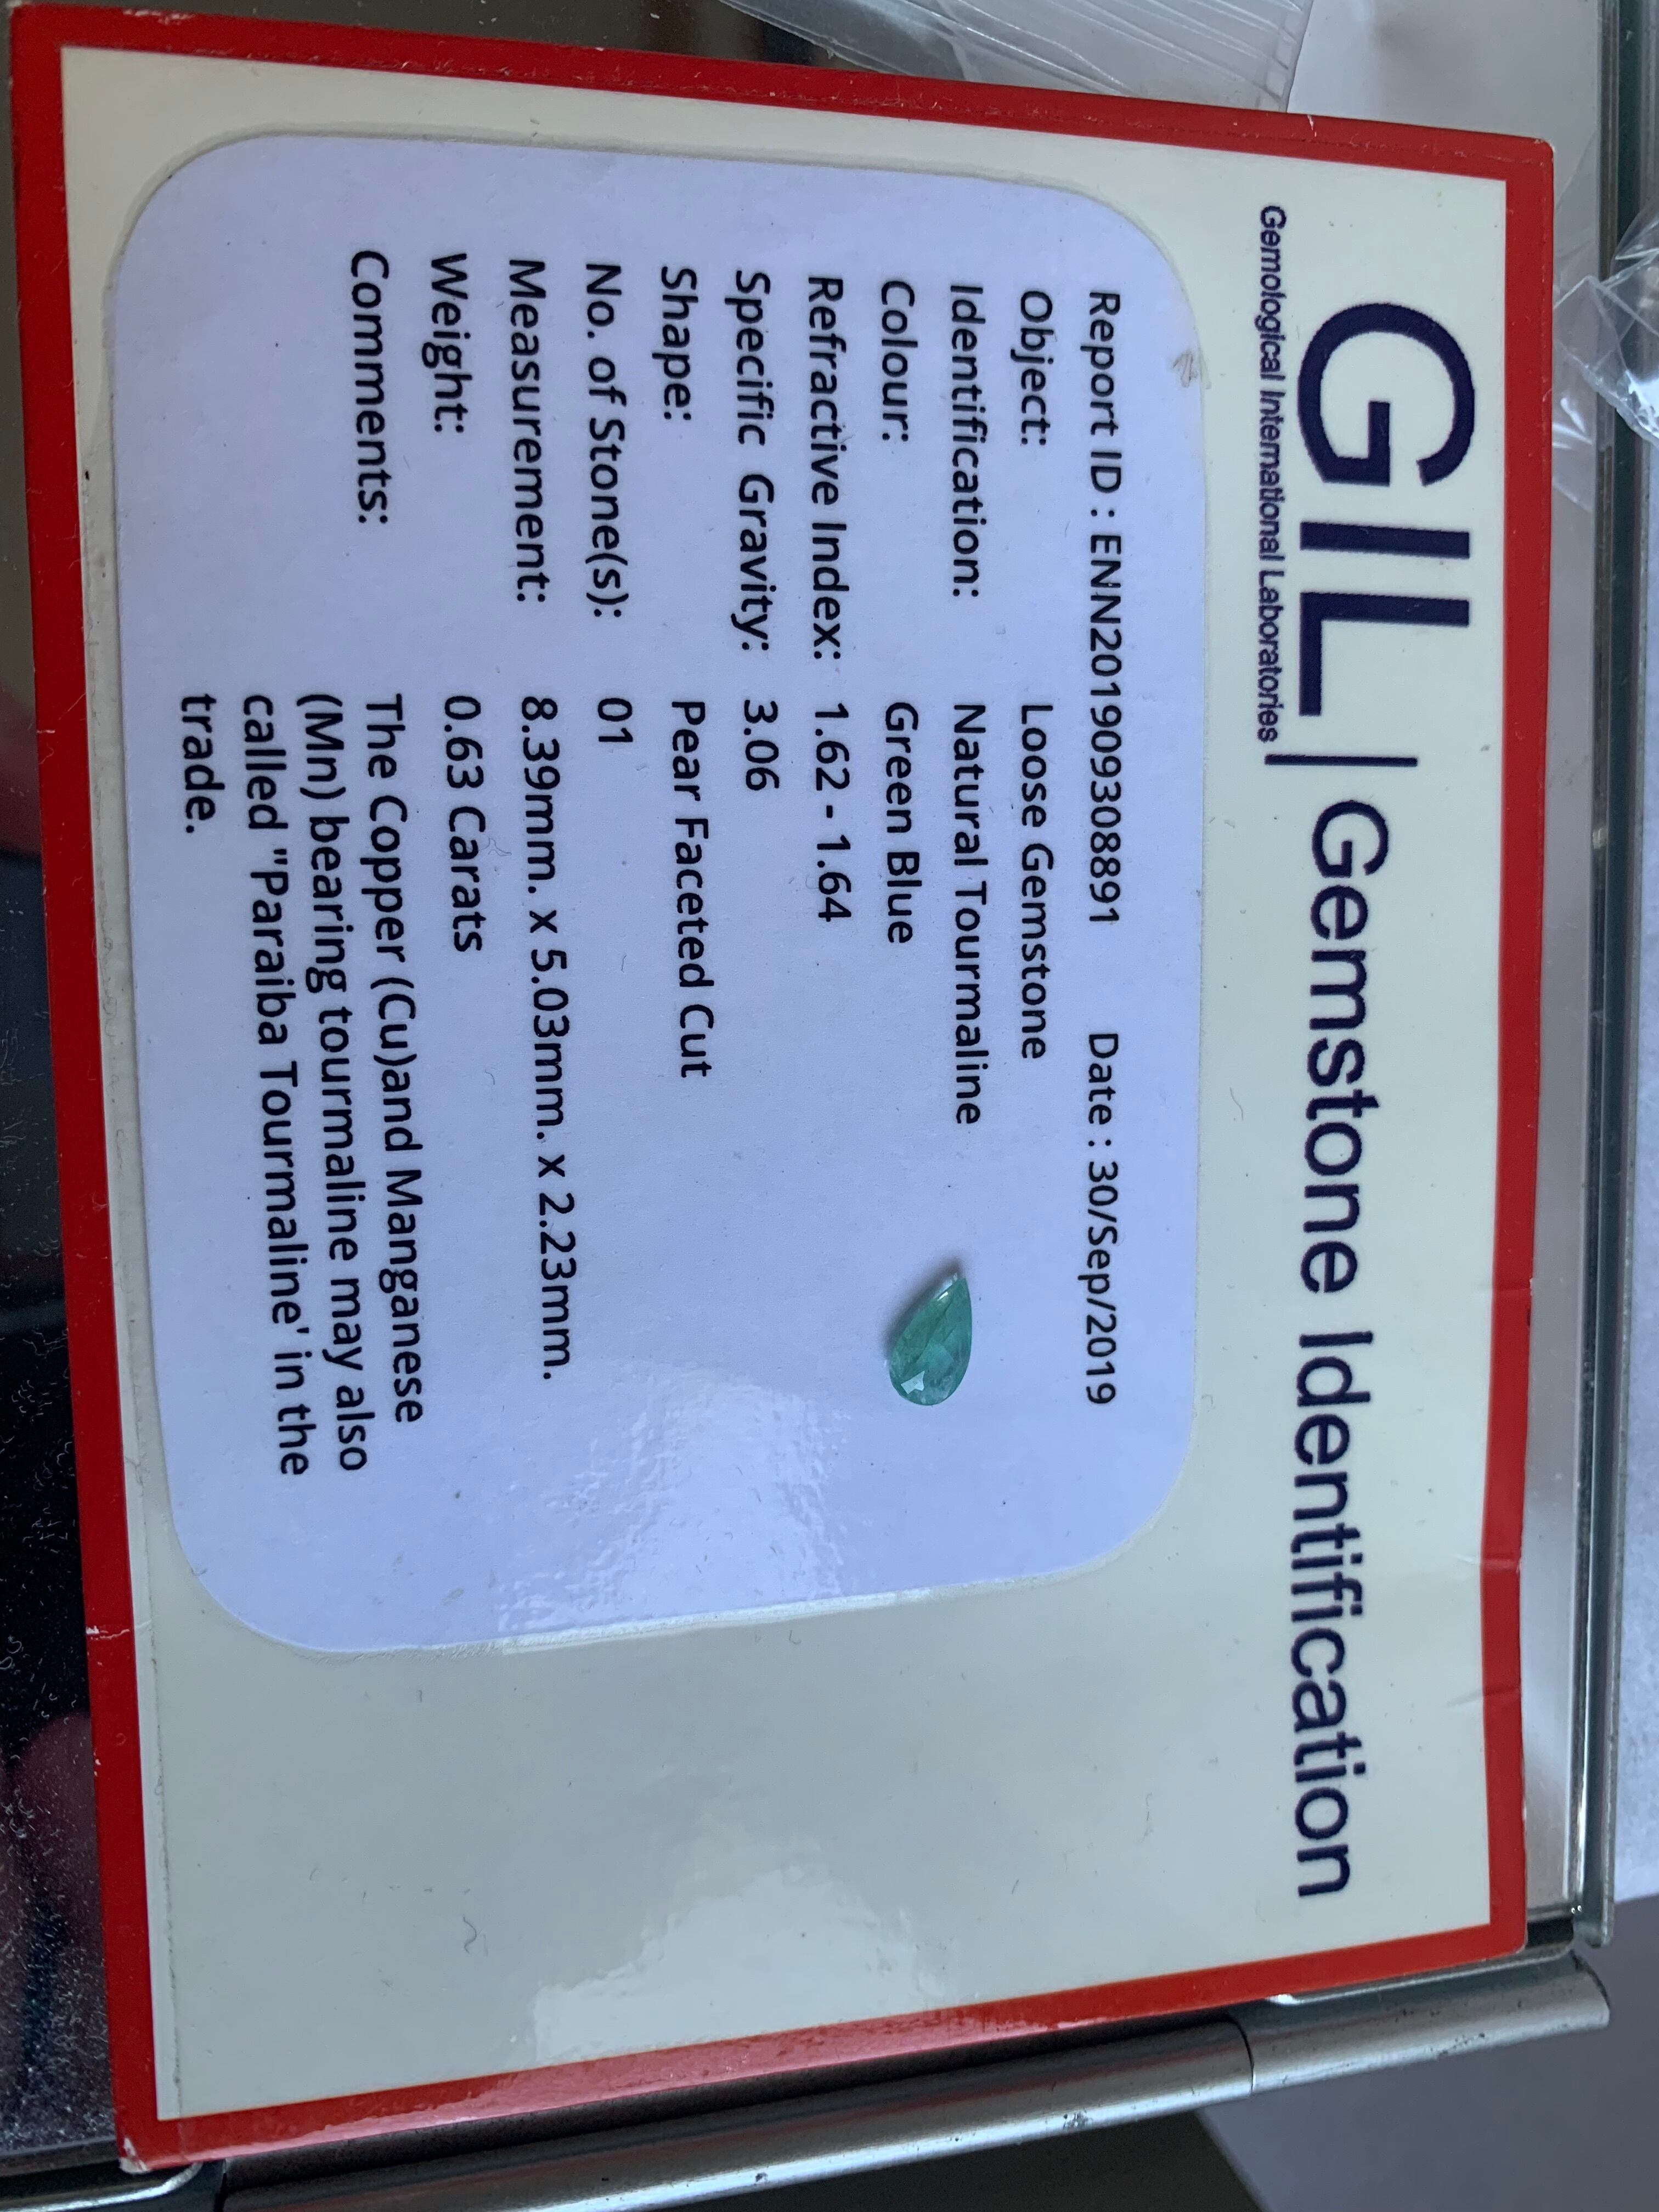 GIL | Gemstone Identification
Gemological International Laboratories
Report ID : ENN201909308891 Date : 30/Sep/2019
Object: Loose Gemstone
Identification: Natural Tourmaline
Colour: Green Blue
Refractive Index: 1.62 - 1.64
Specific Gravity: 3.06
Shape: Pear Faceted Cut
No. of Stone(s): 01
Measurement: 8.39mm. x 5.03mm. x 2.23mm.
Weight: 0.63 Carats
Comments: The Copper (Cu)and Manganese
(Mn) bearing tourmaline may also
called "Paraiba Tourmaline' in the
trade.